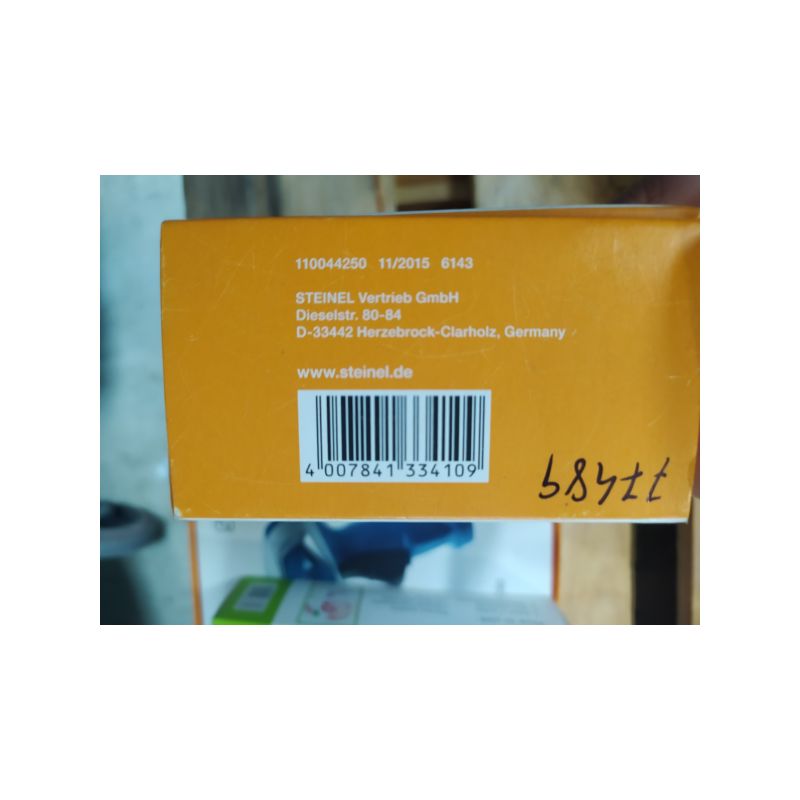 110044250 11/2015 6143
STEINEL Vertrieb GmbH
Dieselstr. 80-84
D-33442 Herzebrock-Clarholz, Germany
www.steinel.de
4 007841 334109
77489